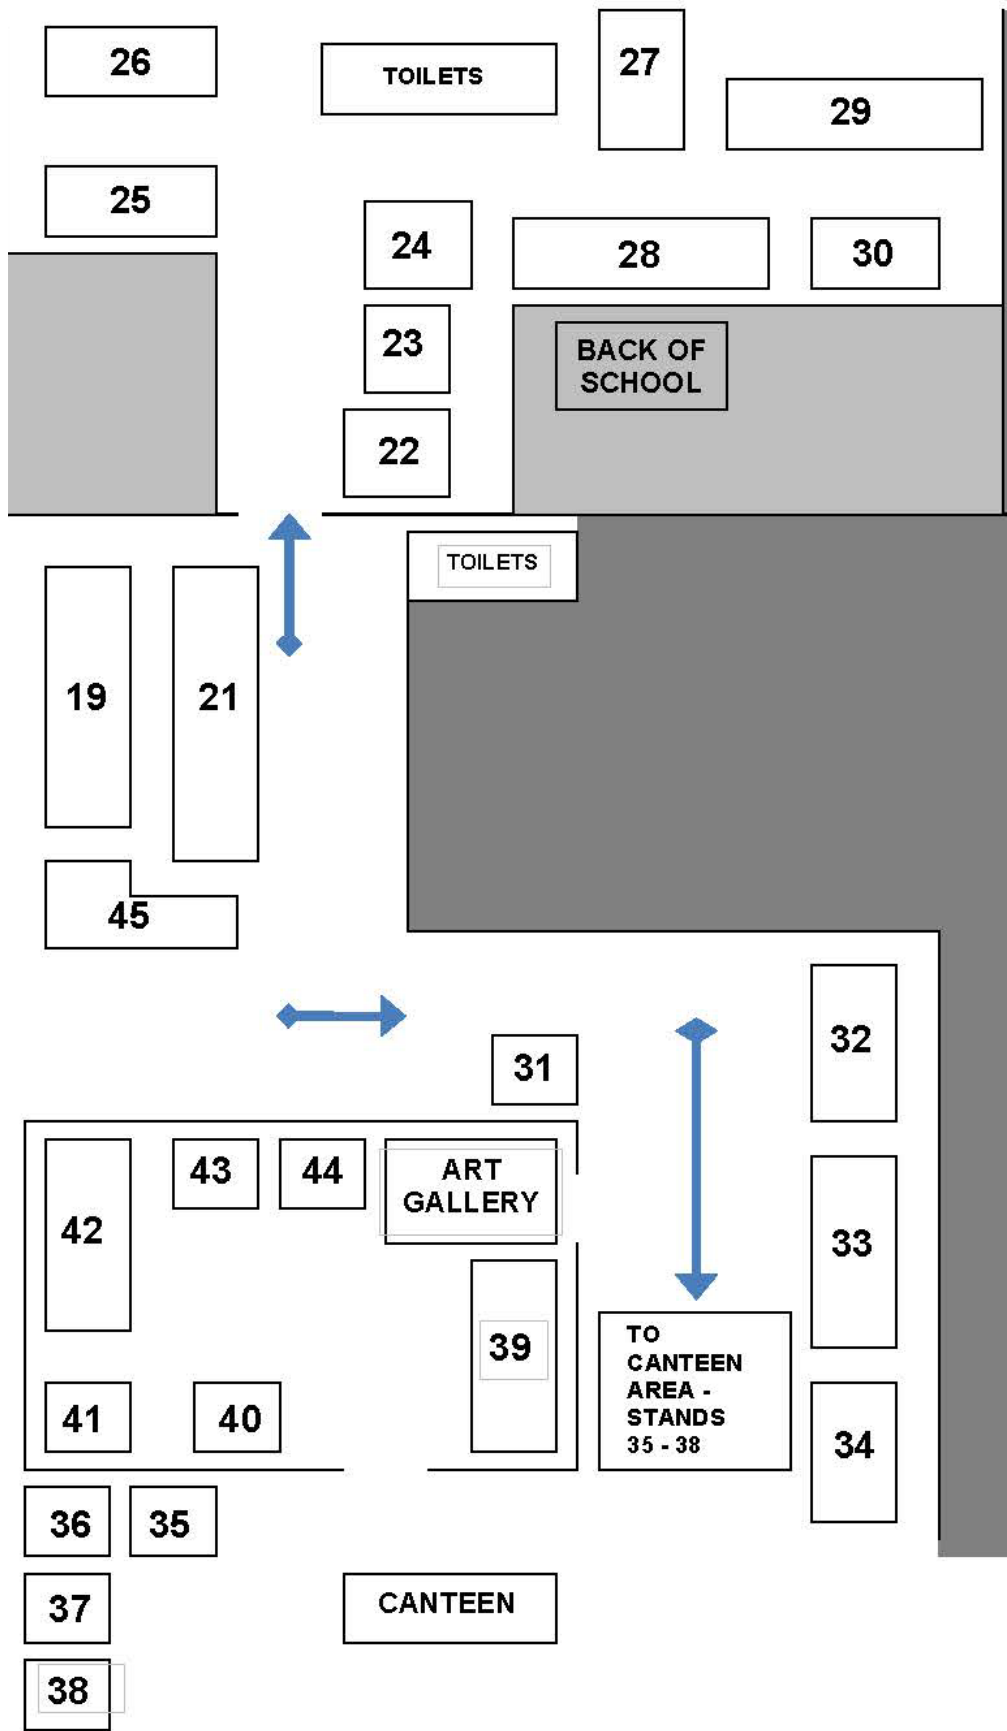 26
TOILETS
27
29
25
24
28
30
23
BACK OF
SCHOOL
22
TOILETS
19
21
45
32
31
43
44
ART
GALLERY
42
33
39
TO
CANTEEN
AREA -
STANDS
35 - 38
41
40
34
36
35
37
CANTEEN
38